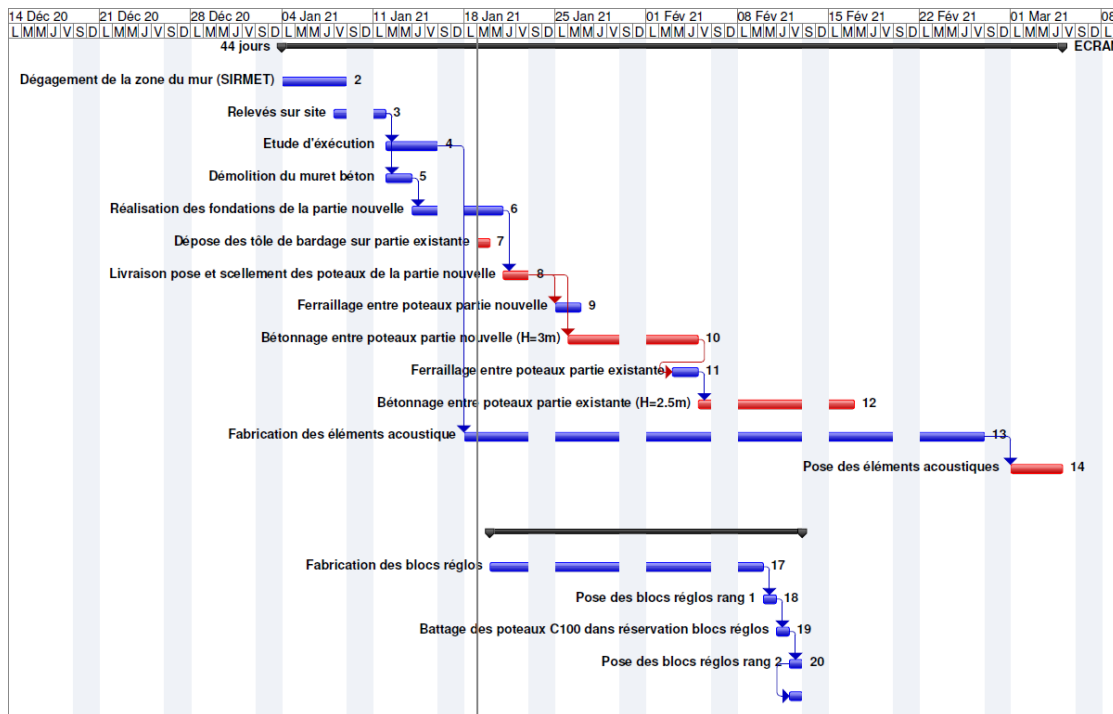 14 Déc 20 21 Déc 20 28 Déc 20 04 Jan 21 11 Jan 21 18 Jan 21 25 Jan 21 01 Fév 21 08 Fév 21 15 Fév 21 22 Fév 21 01 Mar 21 08
L M M J V S D L M M J V S D L M M J V S D L M M J V S D L M M J V S D L M M J V S D L M M J V S D L M M J V S D L M M J V S D L M M J V S D L M M J V S D L M M J V S D L
44 jours ECRAN
Dégagement de la zone du mur (SIRMET) 2
Relevés sur site 3
Etude d'éxécution 4
Démolition du muret béton 5
Réalisation des fondations de la partie nouvelle 6
Dépose des tôle de bardage sur partie existante 7
Livraison pose et scellement des poteaux de la partie nouvelle 8
Ferraillage entre poteaux partie nouvelle 9
Bétonnage entre poteaux partie nouvelle (H=3m) 10
Ferraillage entre poteaux partie existante 11
Bétonnage entre poteaux partie existante (H=2.5m) 12
Fabrication des éléments acoustique 13
Pose des éléments acoustiques 14
Fabrication des blocs réglos 17
Pose des blocs réglos rang 1 18
Battage des poteaux C100 dans réservation blocs réglos 19
Pose des blocs réglos rang 2 20